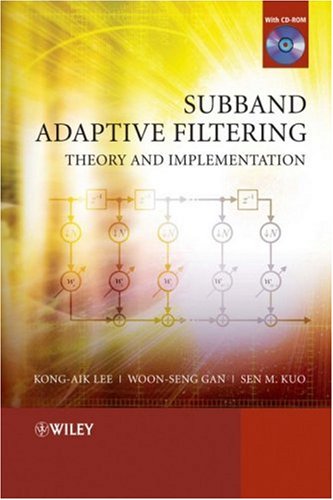 With CD-ROM
SUBBAND
ADAPTIVE FILTERING
THEORY AND IMPLEMENTATION
KONG-AIK LEE | WOON-SENG GAN | SEN M. KUO
WILEY